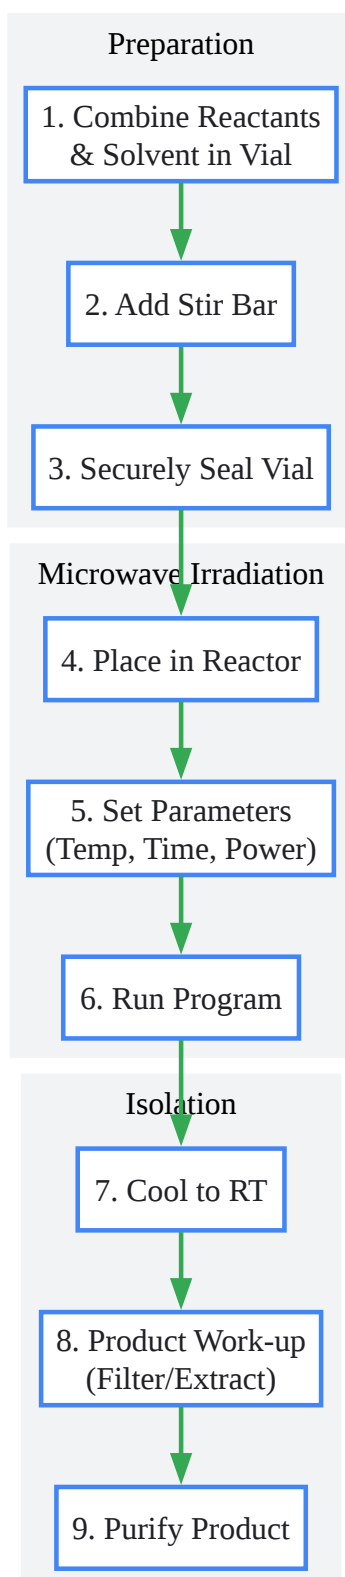 Preparation
1. Combine Reactants
& Solvent in Vial
2. Add Stir Bar
3. Securely Seal Vial
Microwave Irradiation
4. Place in Reactor
5. Set Parameters
(Temp, Time, Power)
6. Run Program
Isolation
7. Cool to RT
8. Product Work-up
(Filter/Extract)
9. Purify Product